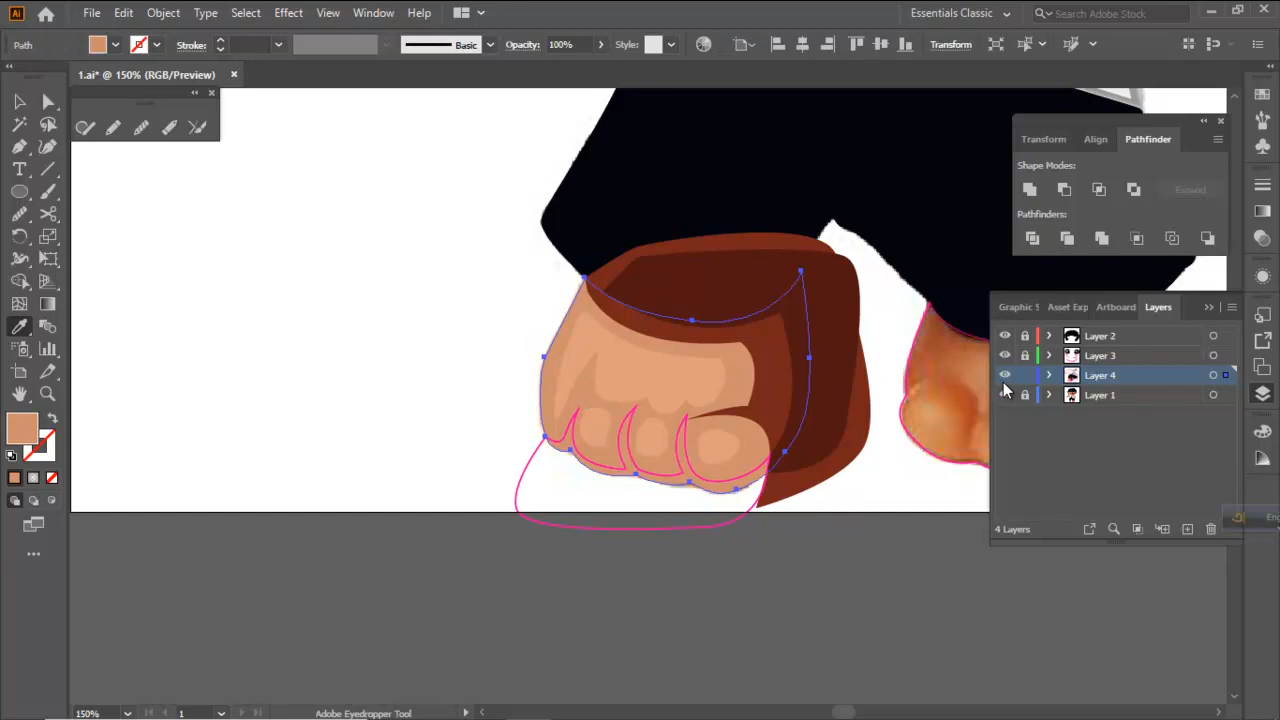 Ai File Edit Object Type Select Effect View Window Help Essentials Classic Search Adobe Stock
Path Stroke: Basic Opacity: 100% Style: Transform
1.ai* @ 150% (RGB/Preview)
Transform Align Pathfinder
Shape Modes:
Expand
Pathfinders:
Graphic S Asset Exp Artboard Layers
Layer 2
Layer 3
Layer 4
Layer 1
4 Layers
150% 1 Adobe Eyedropper Tool